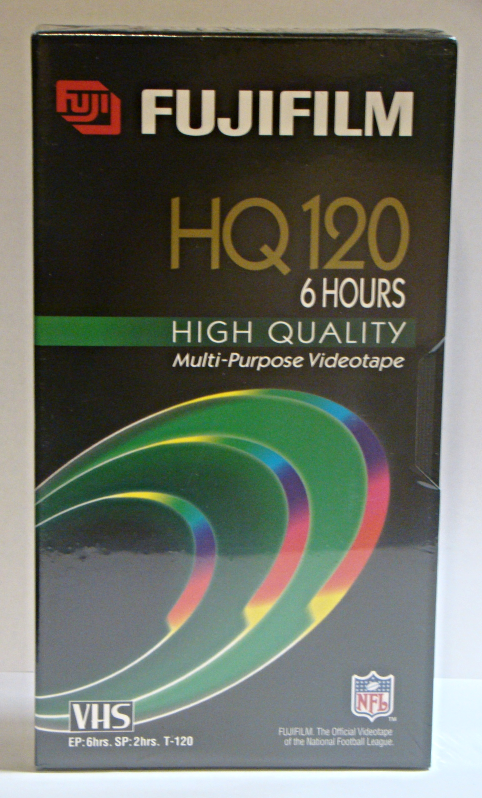 FUJI FUJIFILM
HQ 120
6 HOURS
HIGH QUALITY
Multi-Purpose Videotape
NFL
TM
VHS
EP:6hrs. SP:2hrs. T-120
FUJIFILM. The Official Videotape
of the National Football League.